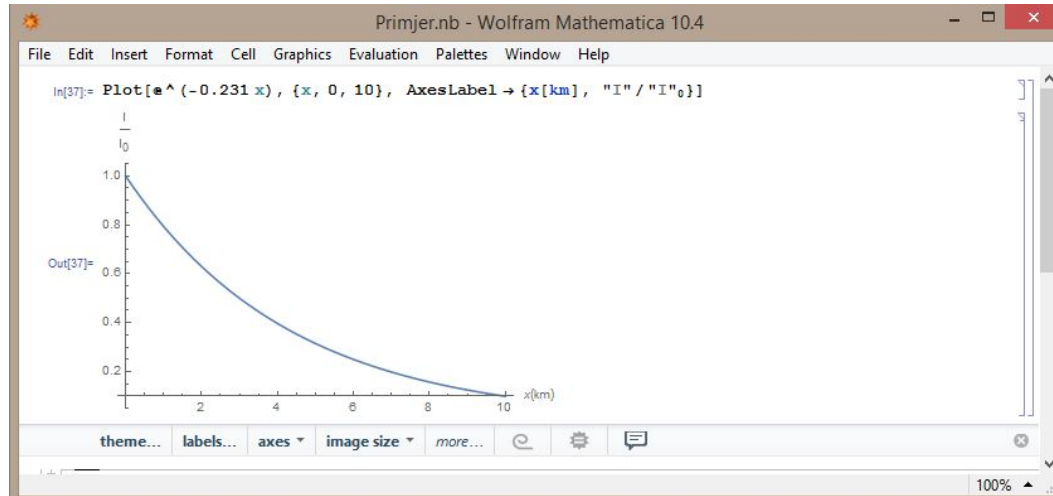 Primjer.nb - Wolfram Mathematica 10.4
File Edit Insert Format Cell Graphics Evaluation Palettes Window Help
In[37]:= Plot[ⅇ^(-0.231 x), {x, 0, 10}, AxesLabel → {x[km], "I"/"I"₀}]
I
I₀
1.0
0.8
Out[37]= 0.6
0.4
0.2
2 4 6 8 10 x(km)
theme... labels... axes image size more...
100%